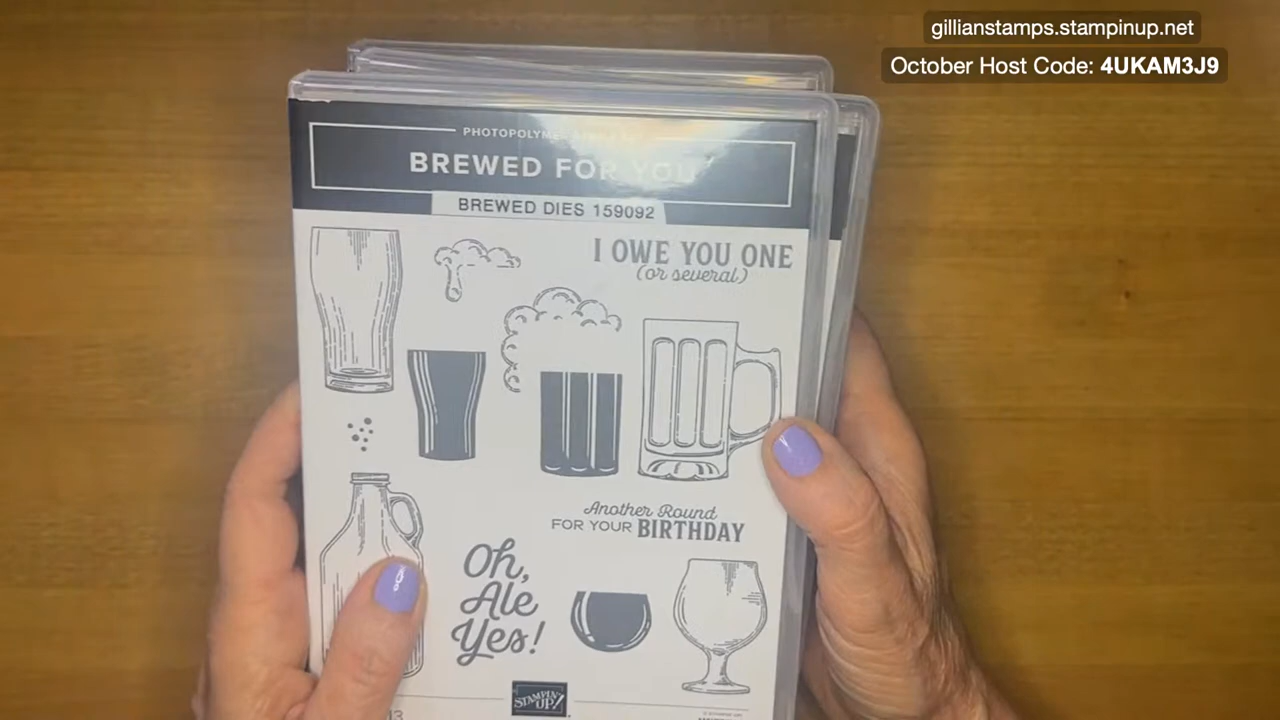 gillianstamps.stampinup.net
October Host Code: 4UKAM3J9
BREWED FOR YOU
BREWED DIES 159092
I OWE YOU ONE
(or several)
Another Round
FOR YOUR BIRTHDAY
Oh,
Ale
Yes!
STAMPIN' UP!